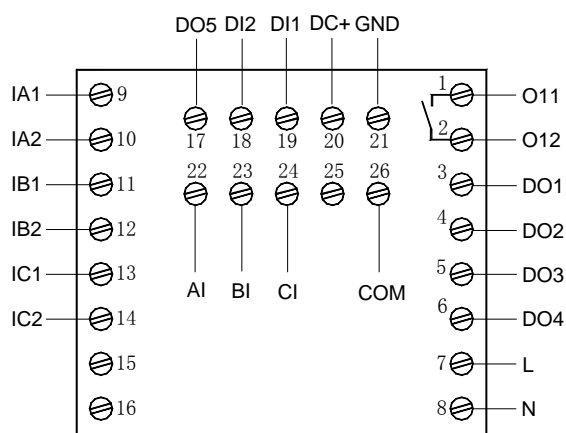 DO5 DI2 DI1 DC+ GND
IA1 9 1 O11
17 18 19 20 21
IA2 10 2 O12
22 23 24 25 26
IB1 11 3 DO1
IB2 12 4 DO2
IC1 13 5 DO3
AI BI CI COM
IC2 14 6 DO4
15 7 L
16 8 N